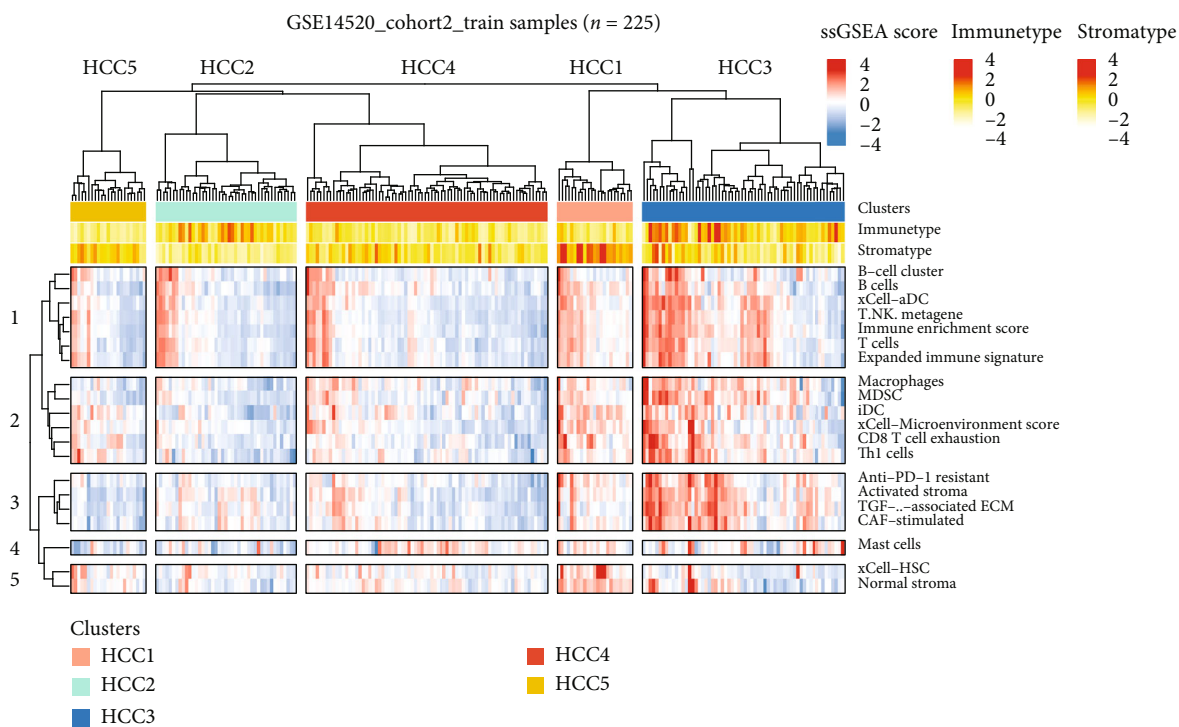 GSE14520_cohort2_train samples (n = 225)
ssGSEA score
4
2
0
−2
−4
Immunetype
4
2
0
−2
−4
Stromatype
4
2
0
−2
−4
HCC5
HCC2
HCC4
HCC1
HCC3
Clusters
Immunetype
Stromatype
1
B−cell cluster
B cells
xCell−aDC
T.NK. metagene
Immune enrichment score
T cells
Expanded immune signature
2
Macrophages
MDSC
iDC
xCell−Microenvironment score
CD8 T cell exhaustion
Th1 cells
3
Anti−PD−1 resistant
Activated stroma
TGF−..−associated ECM
CAF−stimulated
4
Mast cells
5
xCell−HSC
Normal stroma
Clusters
HCC1
HCC2
HCC3
HCC4
HCC5